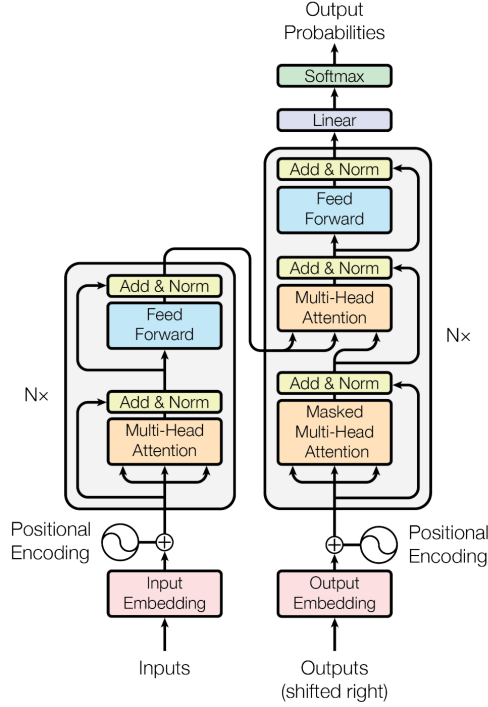 Output
Probabilities
Softmax
Linear
Add & Norm
Feed
Forward
Add & Norm
Multi-Head
Attention
Nx
Add & Norm
Masked
Multi-Head
Attention
Positional
Encoding
Output
Embedding
Outputs
(shifted right)
Add & Norm
Feed
Forward
Nx
Add & Norm
Multi-Head
Attention
Positional
Encoding
Input
Embedding
Inputs